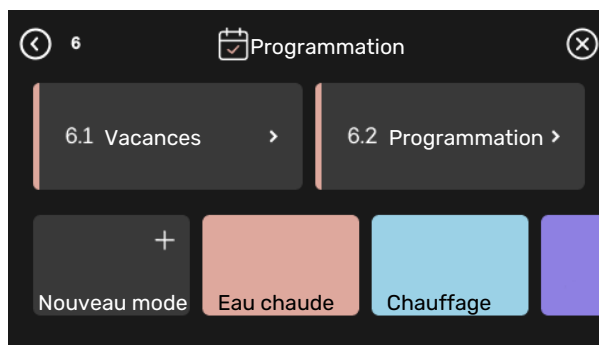 6 Programmation
6.1 Vacances 6.2 Programmation
Nouveau mode Eau chaude Chauffage